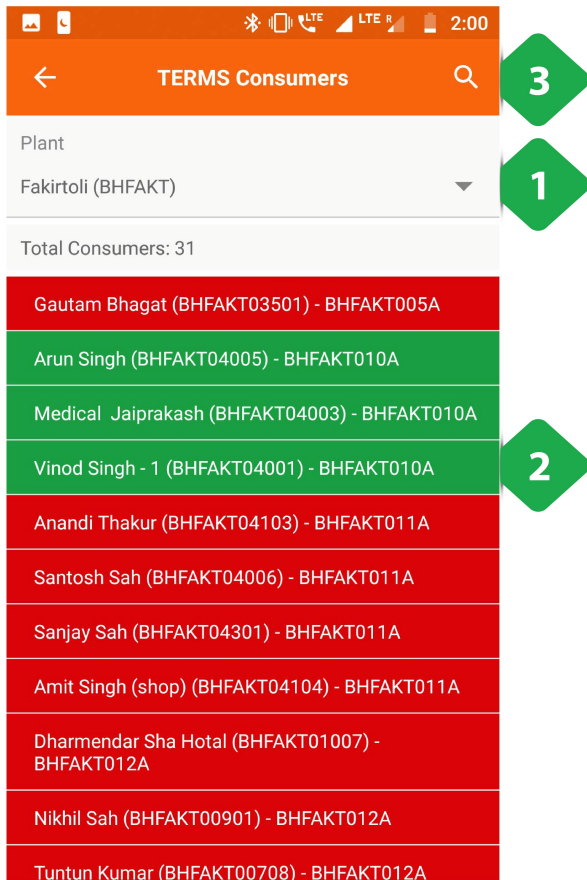 LTE LTE R 2:00
TERMS Consumers
3
Plant
Fakirtoli (BHFAKT)
1
Total Consumers: 31
Gautam Bhagat (BHFAKT03501) - BHFAKT005A
Arun Singh (BHFAKT04005) - BHFAKT010A
Medical  Jaiprakash (BHFAKT04003) - BHFAKT010A
Vinod Singh - 1 (BHFAKT04001) - BHFAKT010A
2
Anandi Thakur (BHFAKT04103) - BHFAKT011A
Santosh Sah (BHFAKT04006) - BHFAKT011A
Sanjay Sah (BHFAKT04301) - BHFAKT011A
Amit Singh (shop) (BHFAKT04104) - BHFAKT011A
Dharmendar Sha Hotal (BHFAKT01007) -
BHFAKT012A
Nikhil Sah (BHFAKT00901) - BHFAKT012A
Tuntun Kumar (BHFAKT00708) - BHFAKT012A